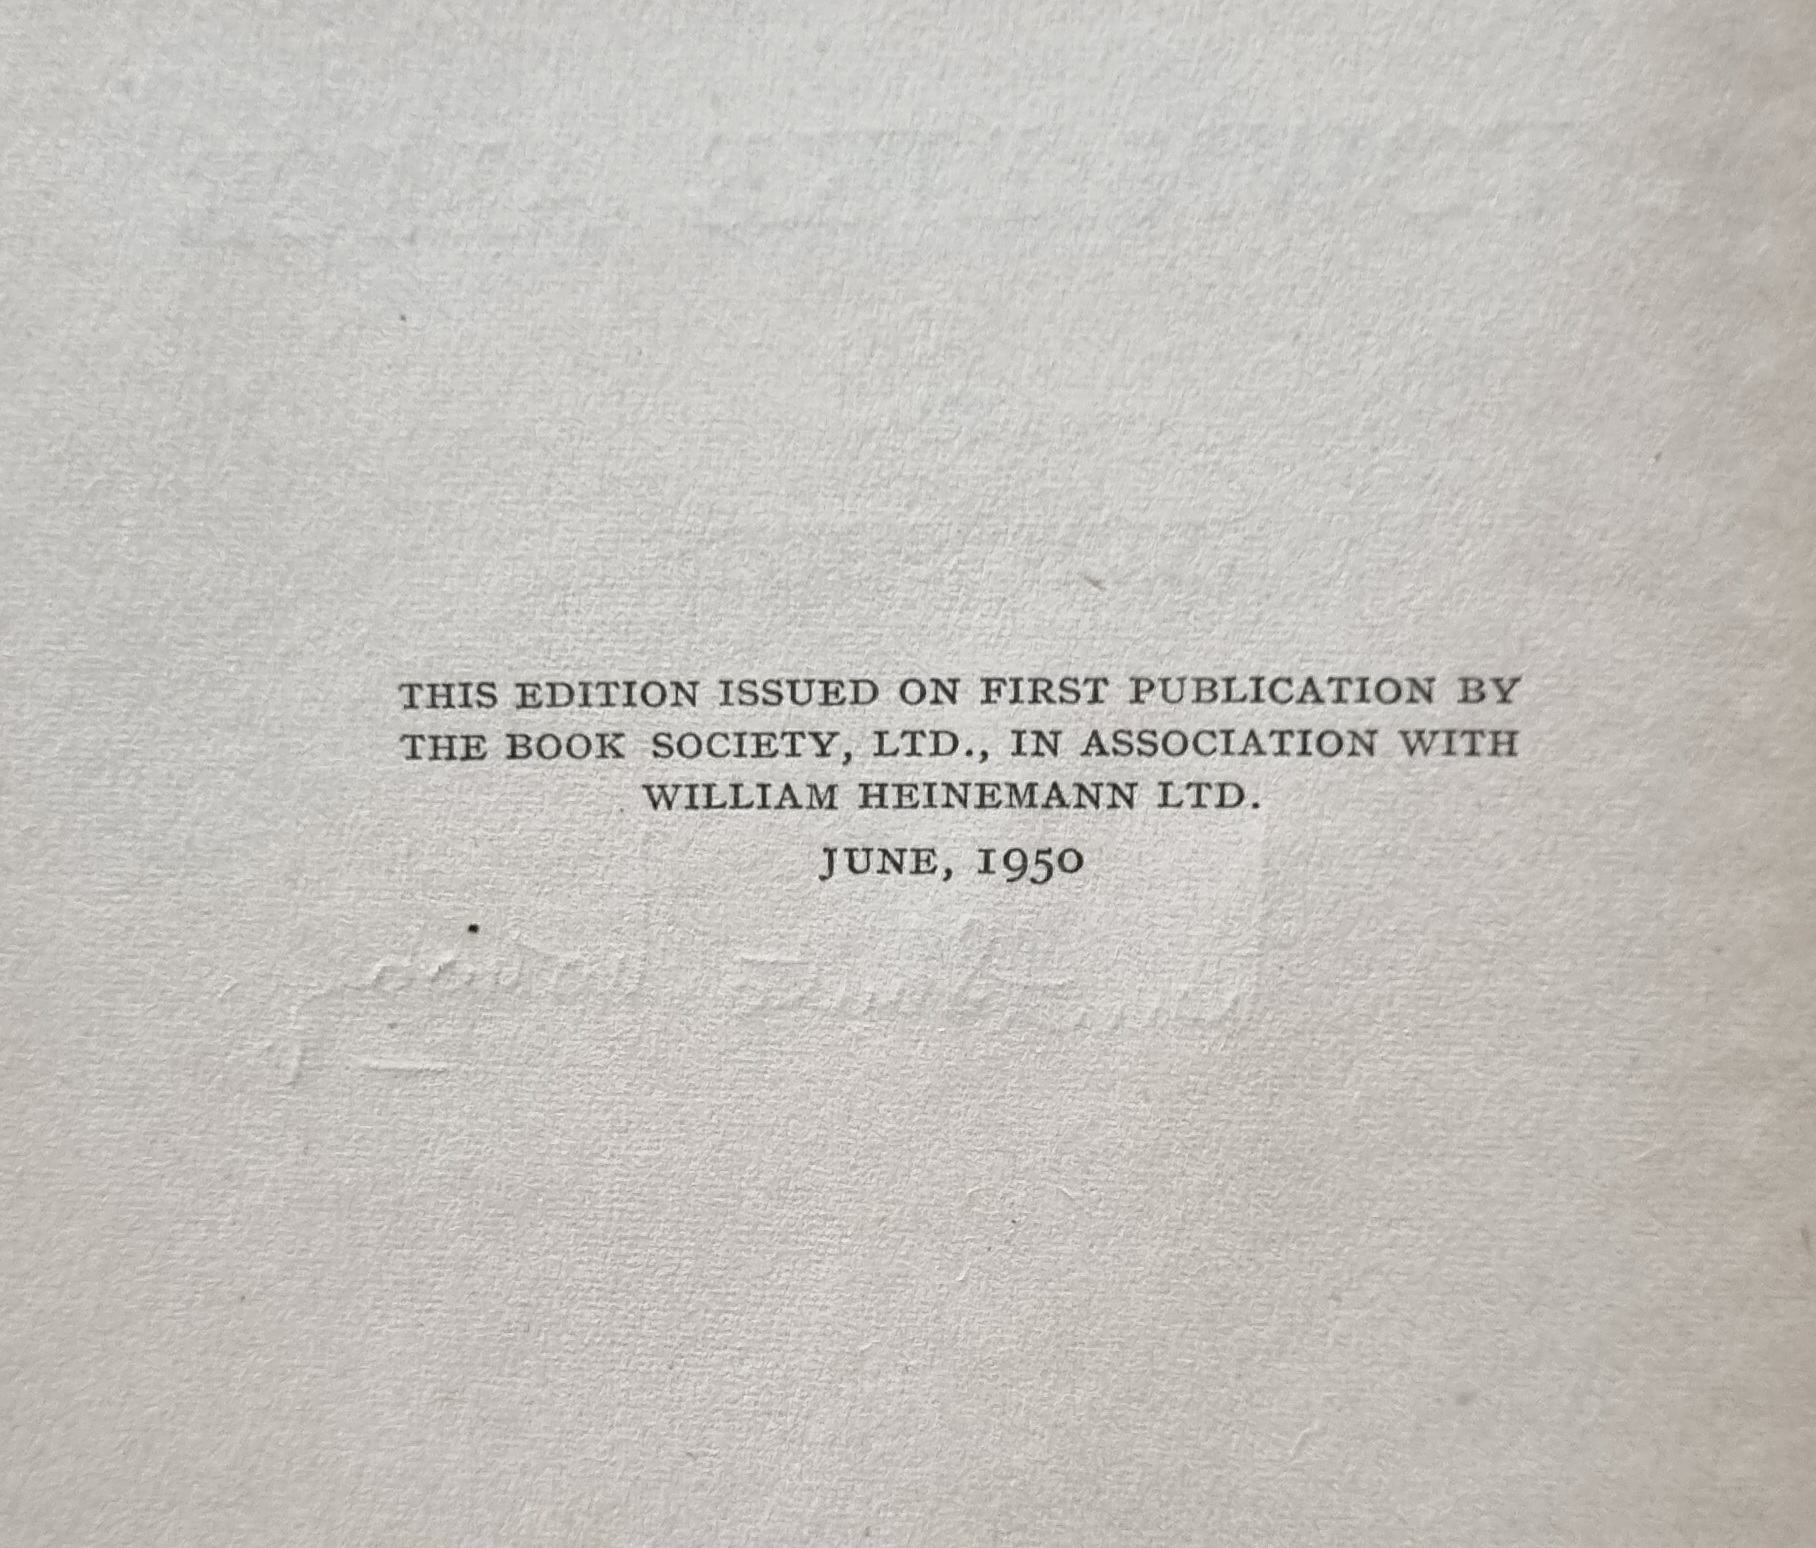 THIS EDITION ISSUED ON FIRST PUBLICATION BY
THE BOOK SOCIETY, LTD., IN ASSOCIATION WITH
WILLIAM HEINEMANN LTD.
JUNE, 1950